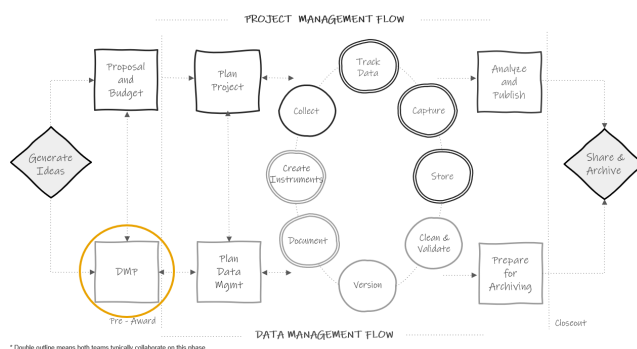 PROJECT MANAGEMENT FLOW
Proposal
and
Budget
Plan
Project
Track
Data
Analyze
and
Publish
Collect
Capture
Generate
Ideas
Create
Instruments
Store
Share &
Archive
Document
Clean &
Validate
DMP
Plan
Data
Mgmt
Version
Prepare
for
Archiving
Pre - Award
Closeout
DATA MANAGEMENT FLOW
* Double outline means both teams typically collaborate on this phase